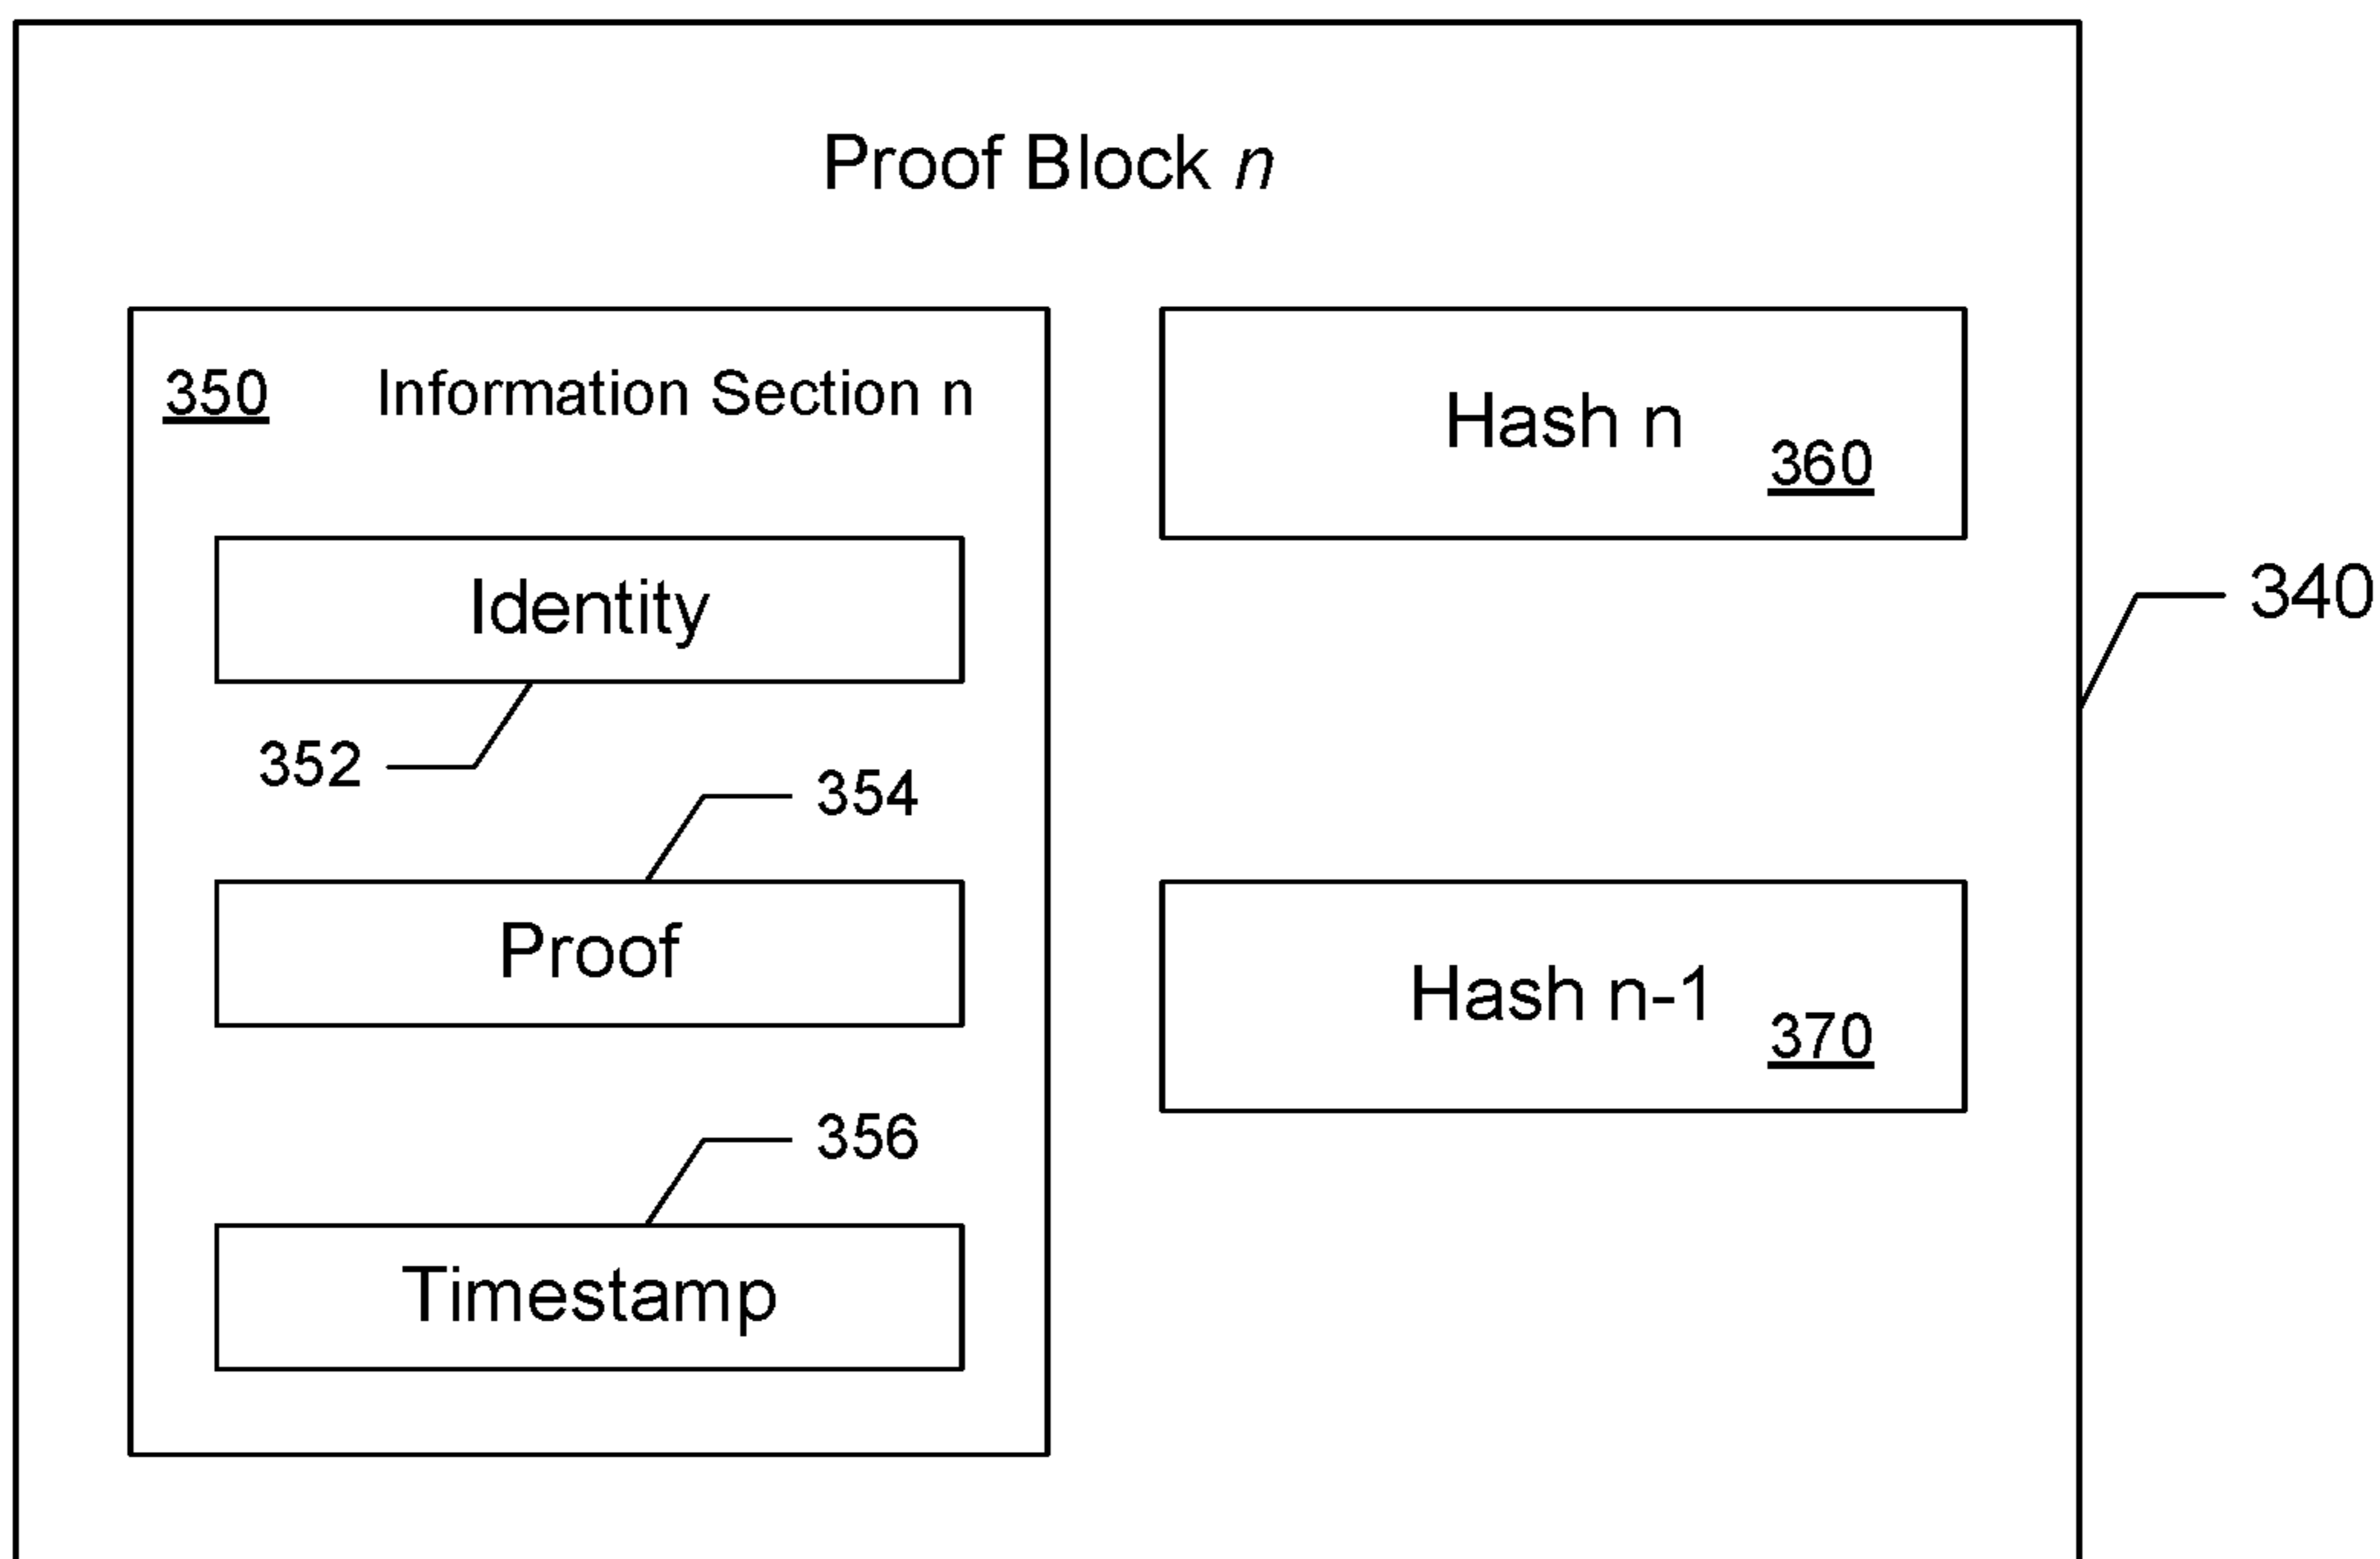 Proof Block n
350 Information Section n
Identity
352
354
Proof
356
Timestamp
Hash n
360
Hash n-1
370
340